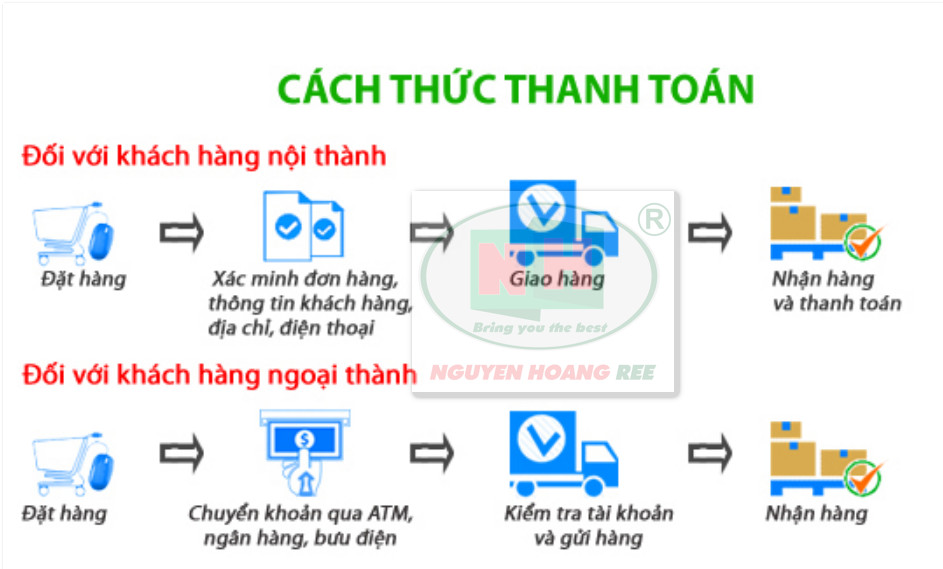 CÁCH THỨC THANH TOÁN
Đối với khách hàng nội thành
Đặt hàng
Xác minh đơn hàng,
thông tin khách hàng,
địa chỉ, điện thoại
Giao hàng
Nhận hàng
và thanh toán
®
NH
Bring you the best
NGUYEN HOANG REE
Đối với khách hàng ngoại thành
$
Đặt hàng
Chuyển khoản qua ATM,
ngân hàng, bưu điện
Kiểm tra tài khoản
và gửi hàng
Nhận hàng